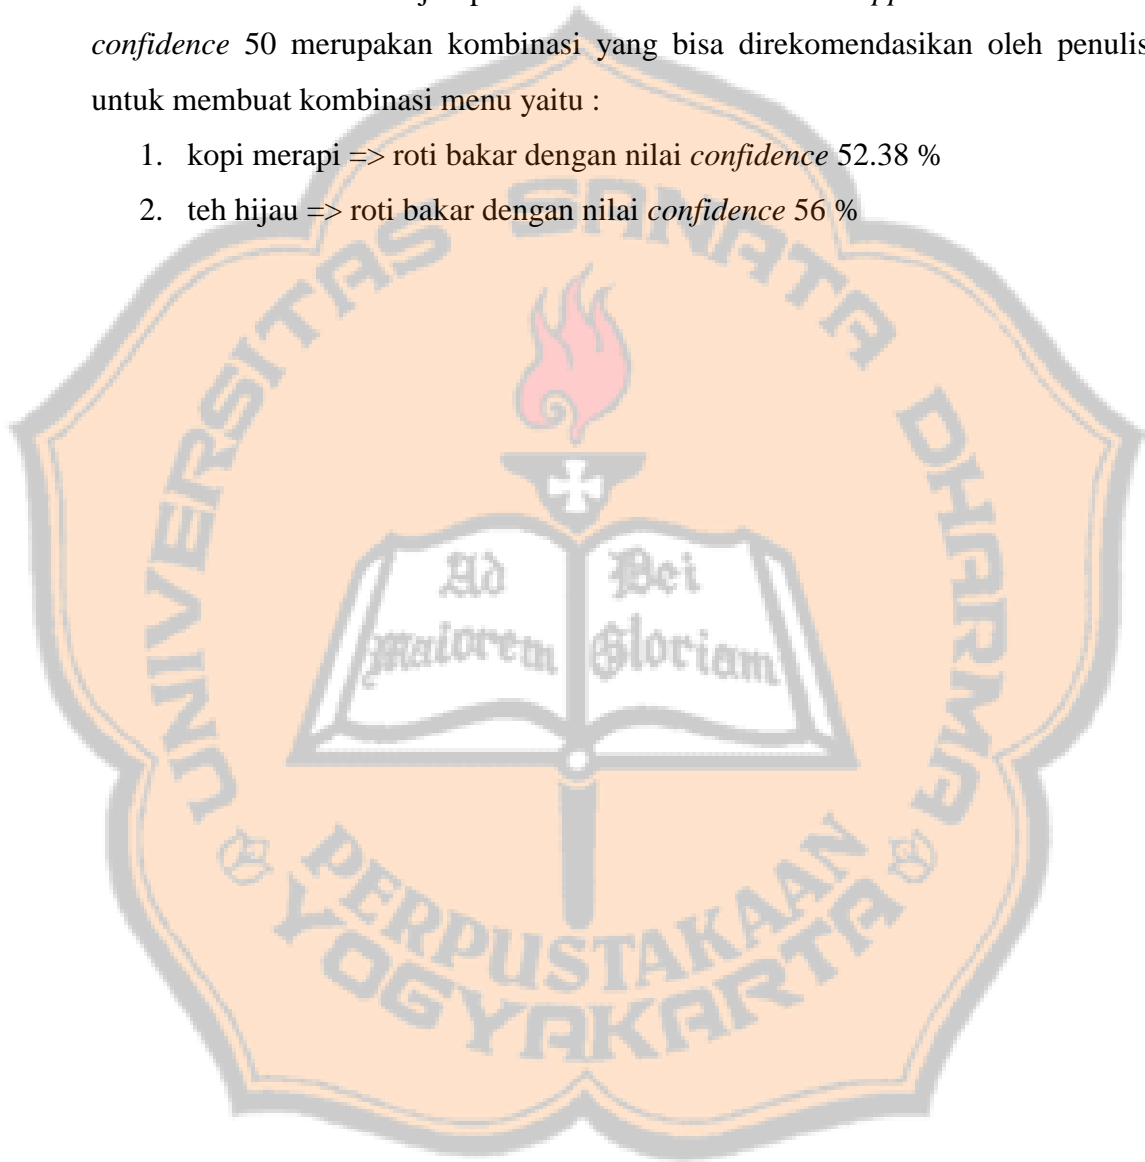 confidence 50 merupakan kombinasi yang bisa direkomendasikan oleh penulis
untuk membuat kombinasi menu yaitu :
1. kopi merapi => roti bakar dengan nilai confidence 52.38 %
2. teh hijau => roti bakar dengan nilai confidence 56 %
UNIVERSITAS SANATA DHARMA
Ad Dei
maiorem Gloriam
PERPUSTAKAAN
YOGYAKARTA